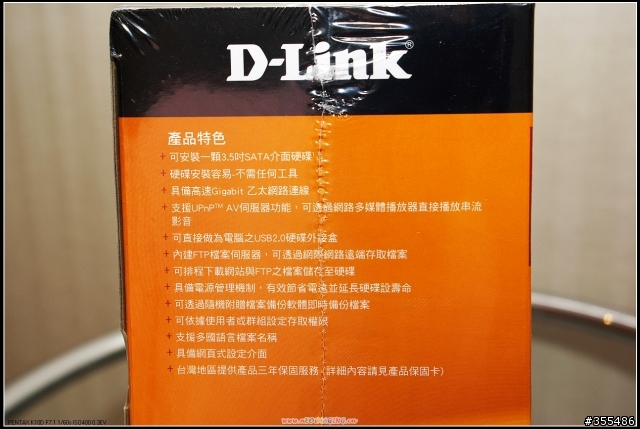 D-Link®
產品特色
+ 可安裝一顆3.5吋SATA介面硬碟
+ 硬碟安裝容易-不需任何工具
+ 具備高速Gigabit 乙太網路連線
+ 支援UPnP™ AV伺服器功能，可透過網路多媒體播放器直接播放串流
影音
+ 可直接做為電腦之USB2.0硬碟外接盒
+ 內建FTP檔案伺服器，可透過網際網路遠端存取檔案
+ 可排程下載網站與FTP之檔案儲存至硬碟
+ 具備電源管理機制，有效節省電源並延長硬碟設壽命
+ 可透過隨機附贈檔案備份軟體即時備份檔案
+ 可依據使用者或群組設定存取權限
+ 支援多國語言檔案名稱
+ 具備網頁式設定介面
+ 台灣地區提供產品三年保固服務 (詳細內容請見產品保固卡)
#355486